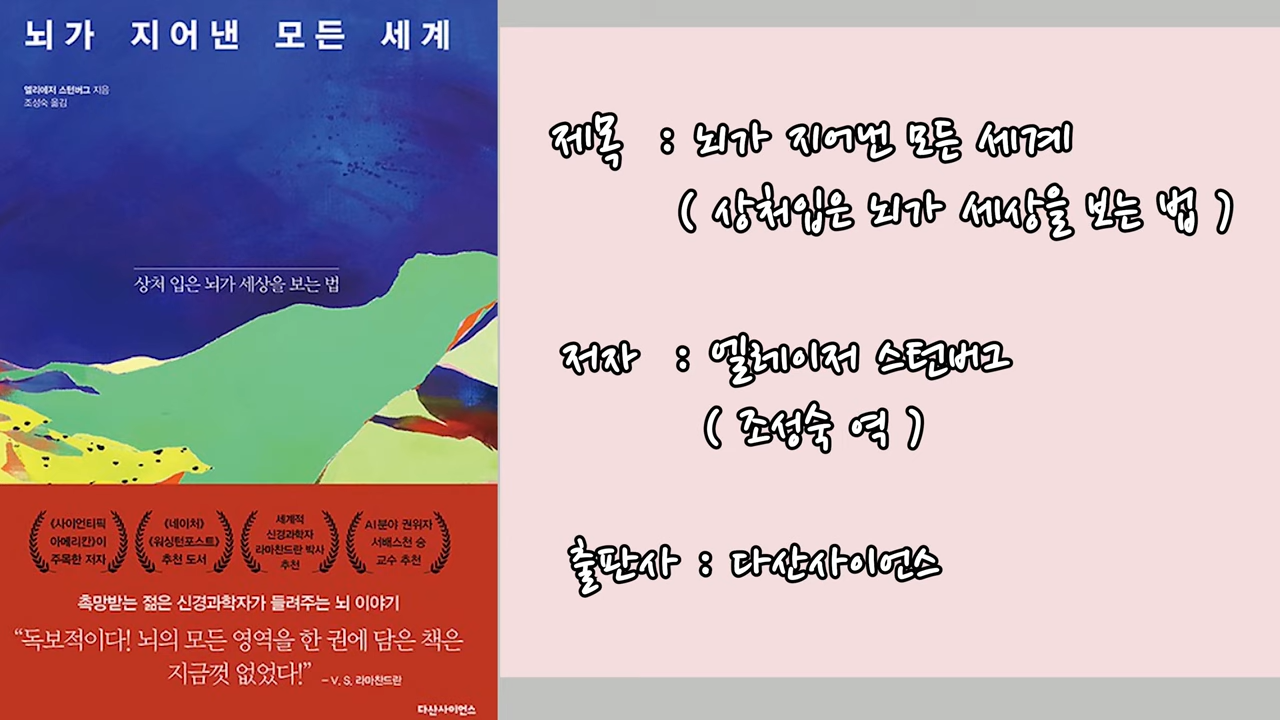 뇌가 지어낸 모든 세계
엘리에저 스턴버그 지음
조성숙 옮김
상처 입은 뇌가 세상을 보는 법
《사이언티픽
아메리칸》이
주목한 저자
《네이처》
《워싱턴포스트》
추천 도서
세계적
신경과학자
라마찬드란 박사
추천
AI분야 권위자
서배스천 승
교수 추천
촉망받는 젊은 신경과학자가 들려주는 뇌 이야기
“독보적이다! 뇌의 모든 영역을 한 권에 담은 책은
지금껏 없었다!” – V. S. 라마찬드란
다산사이언스
제목 : 뇌가 지어낸 모든 세계
( 상처입은 뇌가 세상을 보는 법 )
저자 : 엘레이저 스턴버그
( 조성숙 역 )
출판사 : 다산사이언스